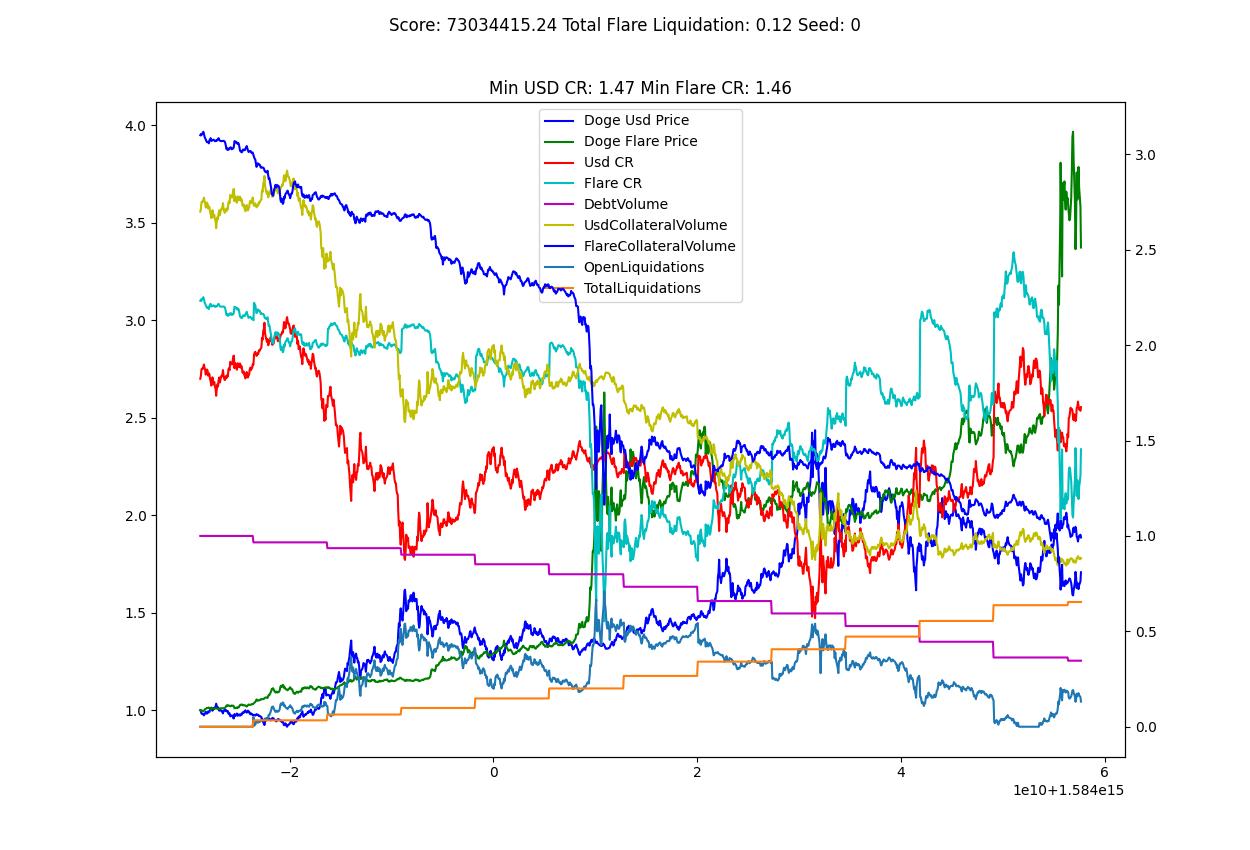 Score: 73034415.24 Total Flare Liquidation: 0.12 Seed: 0
Min USD CR: 1.47 Min Flare CR: 1.46
Doge Usd Price
Doge Flare Price
Usd CR
Flare CR
DebtVolume
UsdCollateralVolume
FlareCollateralVolume
OpenLiquidations
TotalLiquidations
4.0
3.5
3.0
2.5
2.0
1.5
1.0
3.0
2.5
2.0
1.5
1.0
0.5
0.0
−2 0 2 4 6
1e10+1.584e15